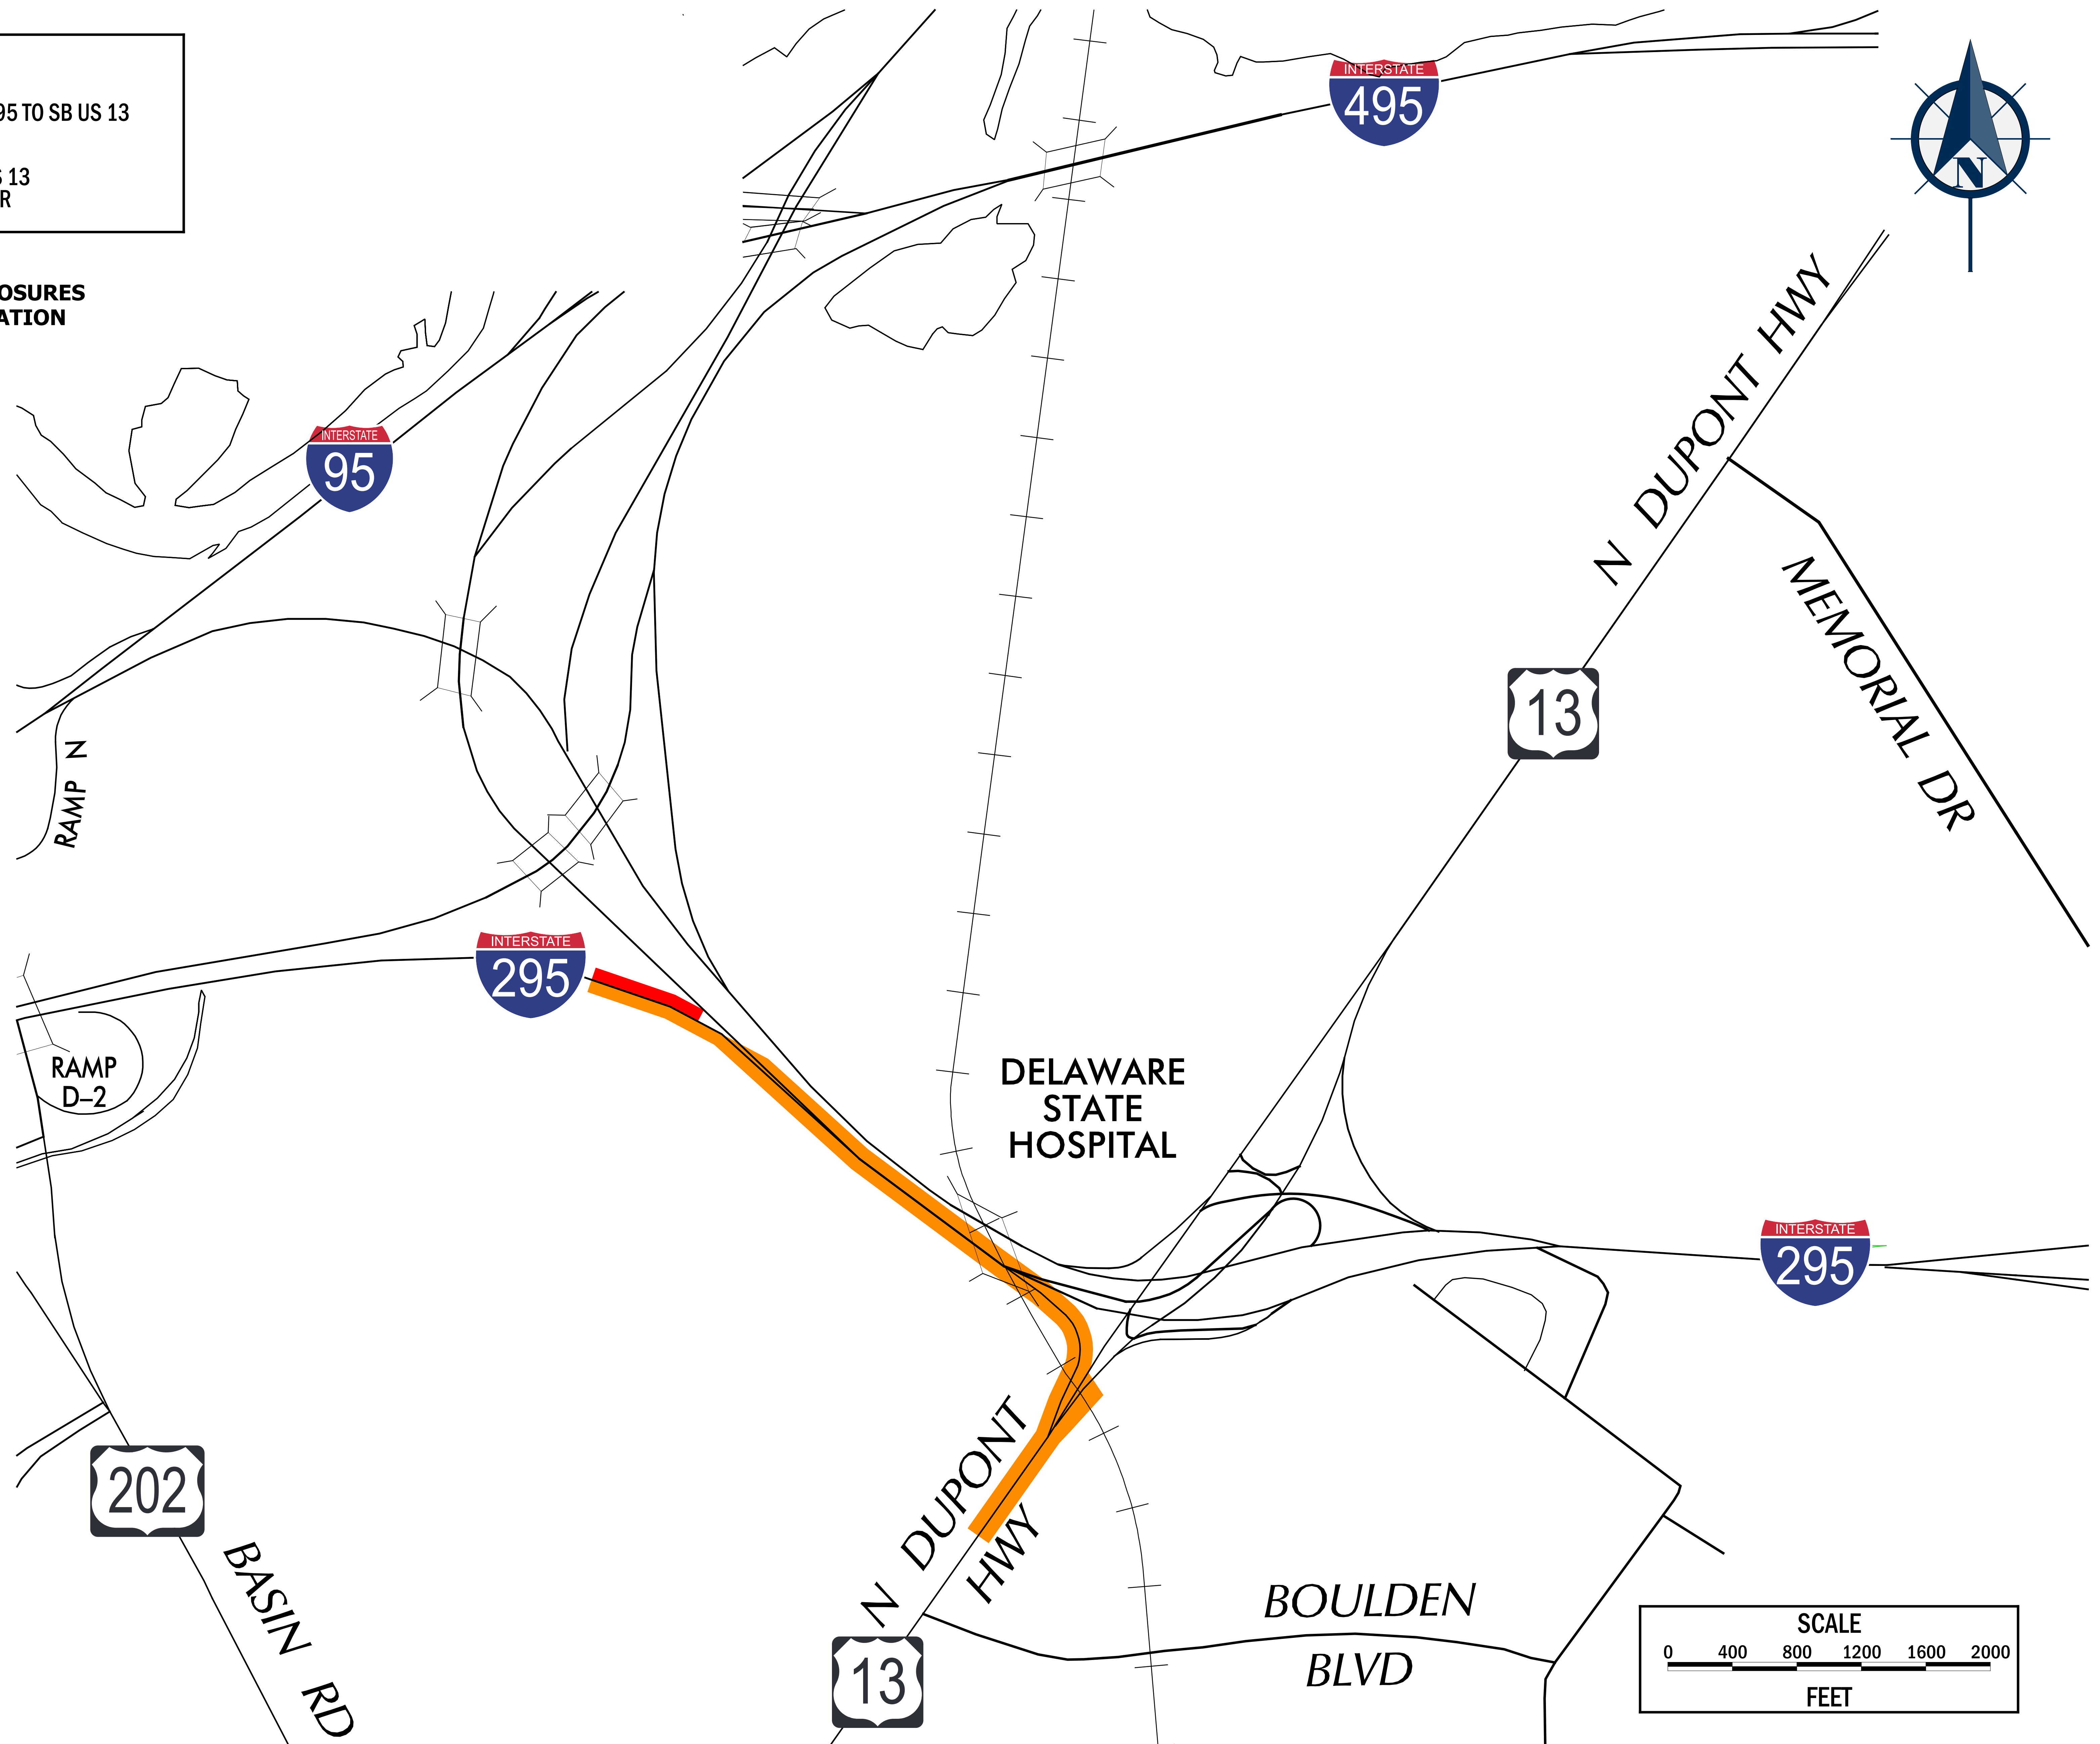 95 TO SB US 13
S 13
R
OSURES
ATION
INTERSTATE
495
N
N DUPONT HWY
INTERSTATE
95
MEMORIAL DR
13
RAMP N
INTERSTATE
295
RAMP
D-2
DELAWARE
STATE
HOSPITAL
INTERSTATE
295
202
BASIN RD
N DUPONT
HWY
BOULDEN
BLVD
13
SCALE
0 400 800 1200 1600 2000
FEET